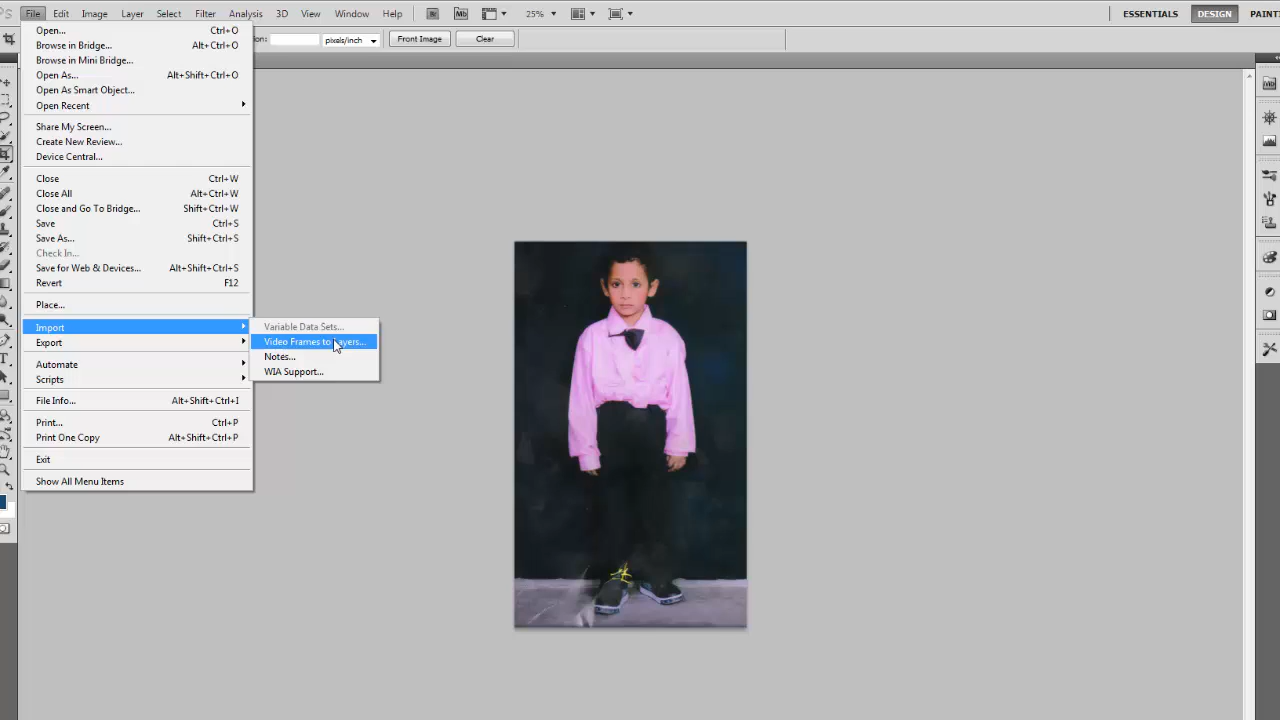 File Edit Image Layer Select Filter Analysis 3D View Window Help Br Mb 25% ESSENTIALS DESIGN PAINT
pixels/inch Front Image Clear
Open... Ctrl+O
Browse in Bridge... Alt+Ctrl+O
Browse in Mini Bridge...
Open As... Alt+Shift+Ctrl+O
Open As Smart Object...
Open Recent
Share My Screen...
Create New Review...
Device Central...
Close Ctrl+W
Close All Alt+Ctrl+W
Close and Go To Bridge... Shift+Ctrl+W
Save Ctrl+S
Save As... Shift+Ctrl+S
Check In...
Save for Web & Devices... Alt+Shift+Ctrl+S
Revert F12
Place...
Import
Export
Automate
Scripts
File Info... Alt+Shift+Ctrl+I
Print... Ctrl+P
Print One Copy Alt+Shift+Ctrl+P
Exit
Show All Menu Items
Variable Data Sets...
Video Frames to Layers...
Notes...
WIA Support...